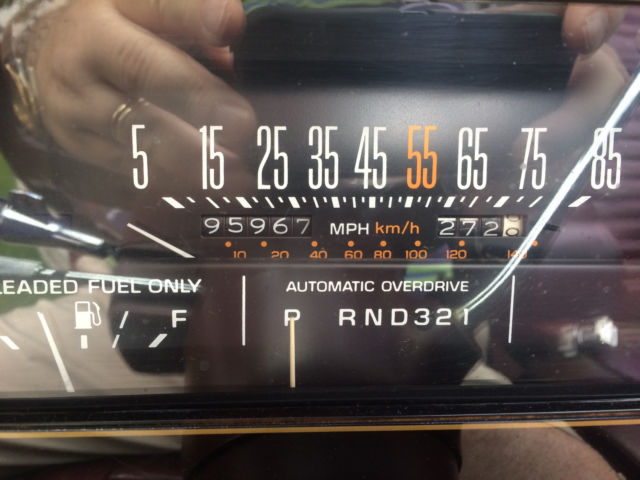 5 15 25 35 45 55 65 75 85
95967 MPH km/h 272
10 20 40 60 80 100 120 140
LEADED FUEL ONLY AUTOMATIC OVERDRIVE
F P RND321